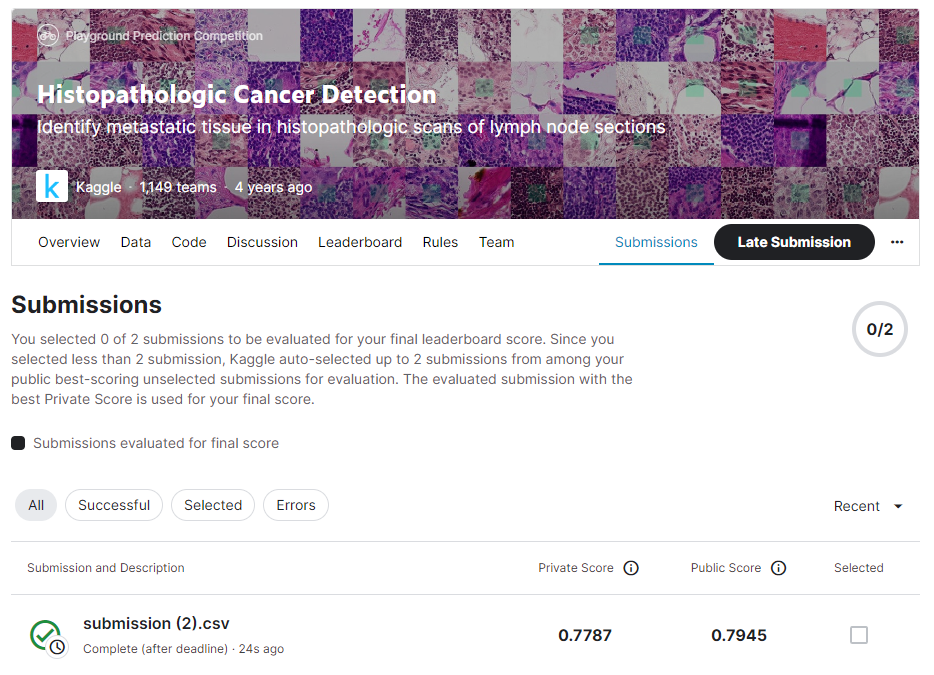 Playground Prediction Competition
Histopathologic Cancer Detection
Identify metastatic tissue in histopathologic scans of lymph node sections
k Kaggle · 1,149 teams · 4 years ago
Overview Data Code Discussion Leaderboard Rules Team Submissions Late Submission ...
Submissions
0/2
You selected 0 of 2 submissions to be evaluated for your final leaderboard score. Since you
selected less than 2 submission, Kaggle auto-selected up to 2 submissions from among your
public best-scoring unselected submissions for evaluation. The evaluated submission with the
best Private Score is used for your final score.
Submissions evaluated for final score
All Successful Selected Errors Recent
Submission and Description Private Score Public Score Selected
submission (2).csv 0.7787 0.7945
Complete (after deadline) · 24s ago